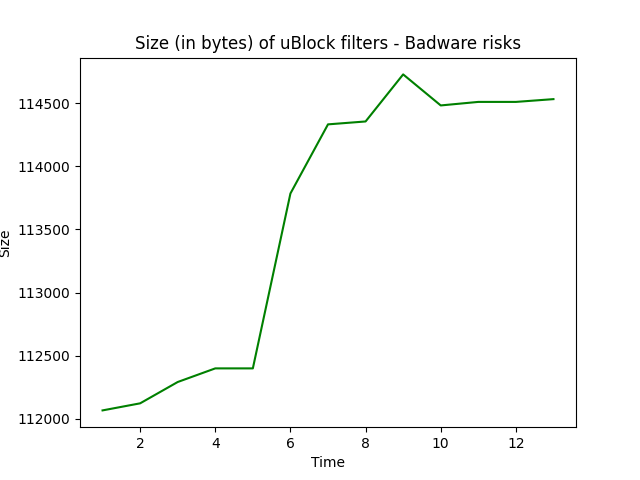 Size (in bytes) of uBlock filters - Badware risks
114500
114000
113500
113000
112500
112000
Size
2 4 6 8 10 12
Time